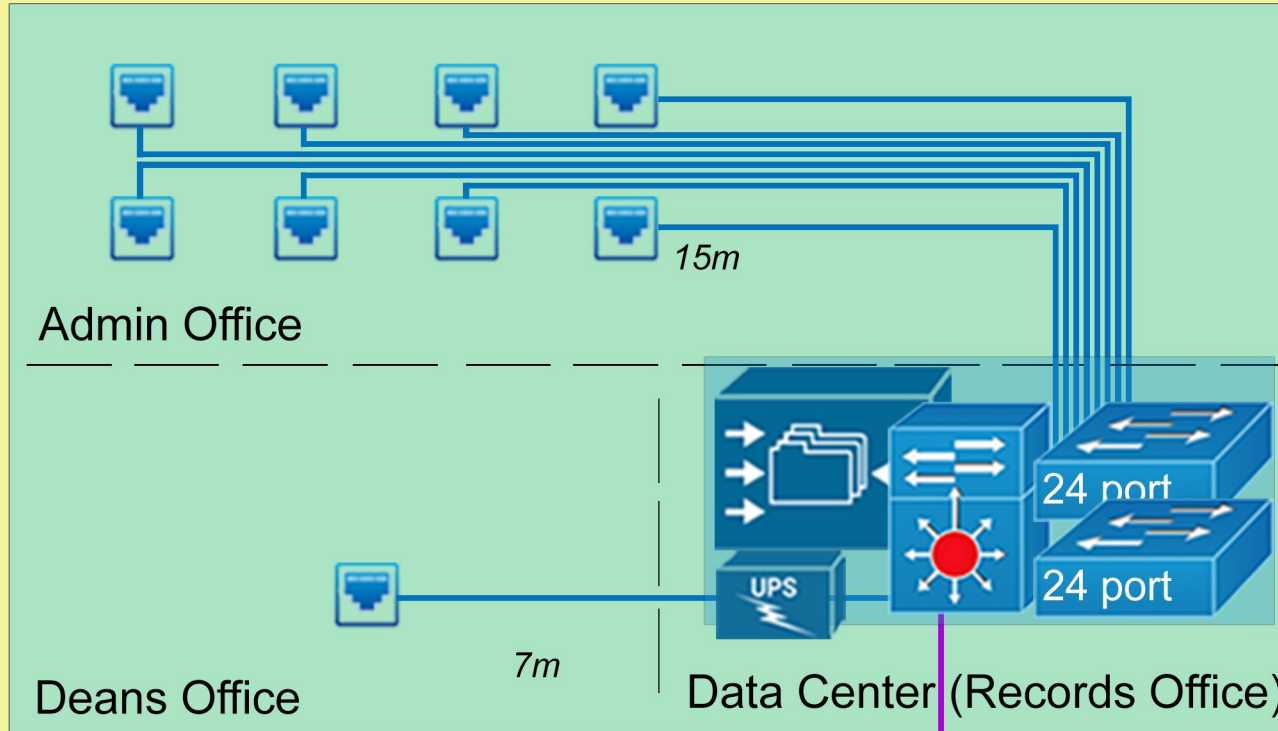 15m
Admin Office
24 port
UPS
24 port
7m
Deans Office
Data Center (Records Office)